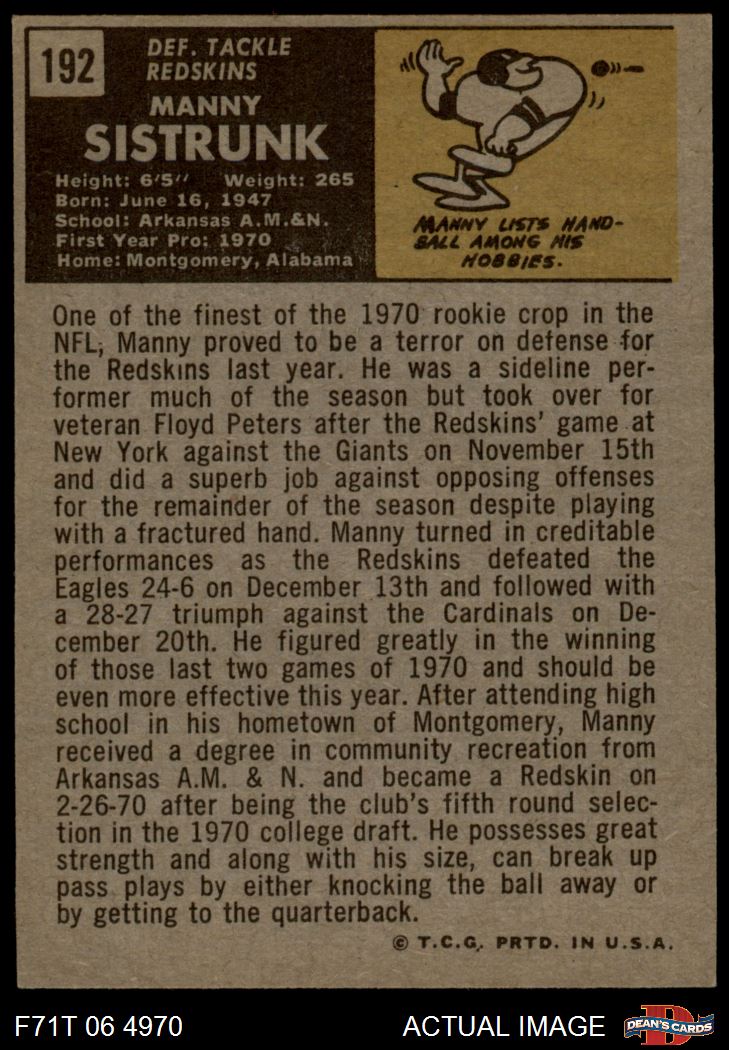 192
DEF. TACKLE
REDSKINS
MANNY
SISTRUNK
Height: 6'5'' Weight: 265
Born: June 16, 1947
School: Arkansas A.M.&N.
First Year Pro: 1970
Home: Montgomery, Alabama
MANNY LISTS HAND-
BALL AMONG HIS
HOBBIES.
One of the finest of the 1970 rookie crop in the
NFL, Manny proved to be a terror on defense for
the Redskins last year. He was a sideline per-
former much of the season but took over for
veteran Floyd Peters after the Redskins' game at
New York against the Giants on November 15th
and did a superb job against opposing offenses
for the remainder of the season despite playing
with a fractured hand. Manny turned in creditable
performances as the Redskins defeated the
Eagles 24-6 on December 13th and followed with
a 28-27 triumph against the Cardinals on De-
cember 20th. He figured greatly in the winning
of those last two games of 1970 and should be
even more effective this year. After attending high
school in his hometown of Montgomery, Manny
received a degree in community recreation from
Arkansas A.M. & N. and became a Redskin on
2-26-70 after being the club's fifth round selec-
tion in the 1970 college draft. He possesses great
strength and along with his size, can break up
pass plays by either knocking the ball away or
by getting to the quarterback.
© T.C.G. PRTD. IN U.S.A.
F71T 06 4970 ACTUAL IMAGE
D
DEAN'S CARDS